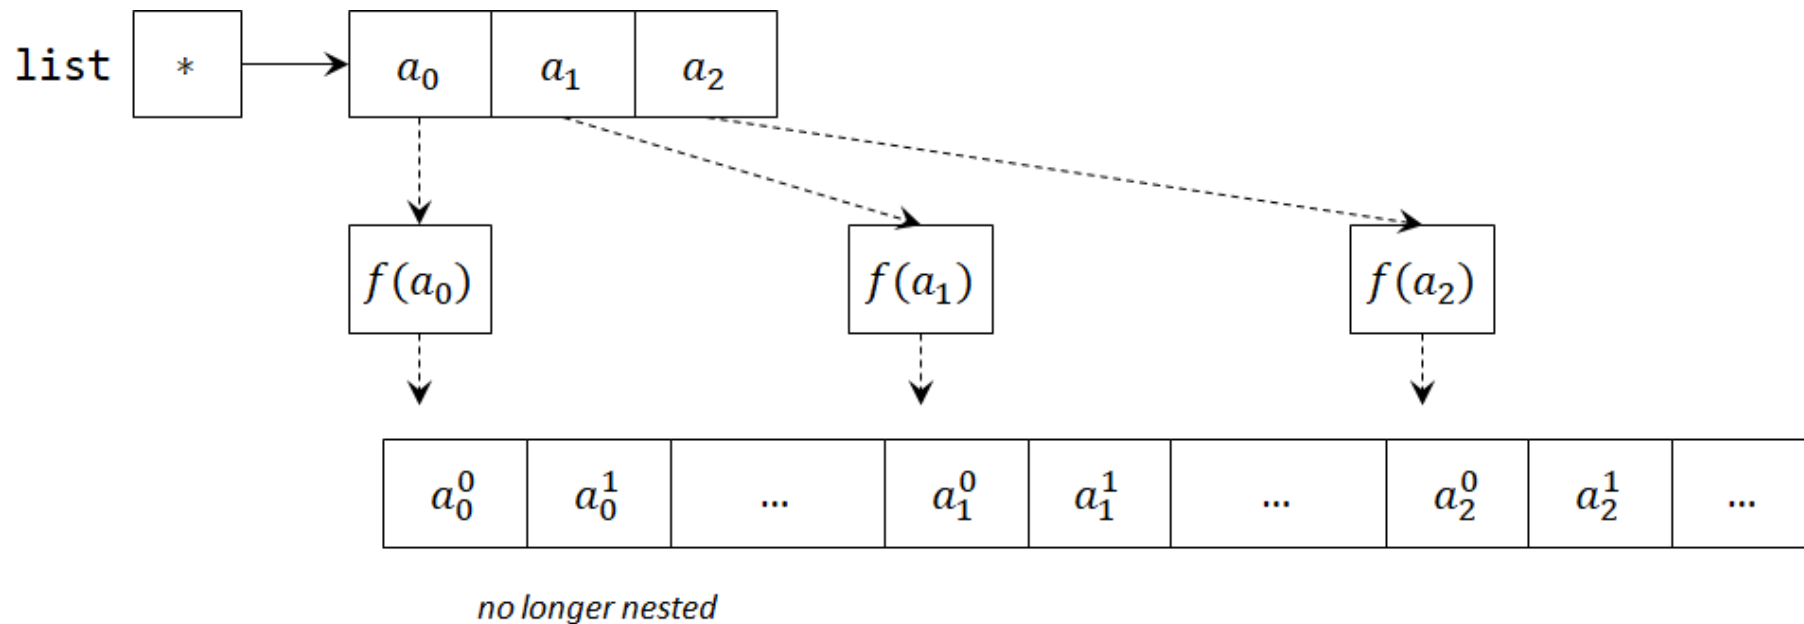 list * a₀ a₁ a₂
f(a₀) f(a₁) f(a₂)
a₀⁰ a₀¹ ... a₁⁰ a₁¹ ... a₂⁰ a₂¹ ...
no longer nested